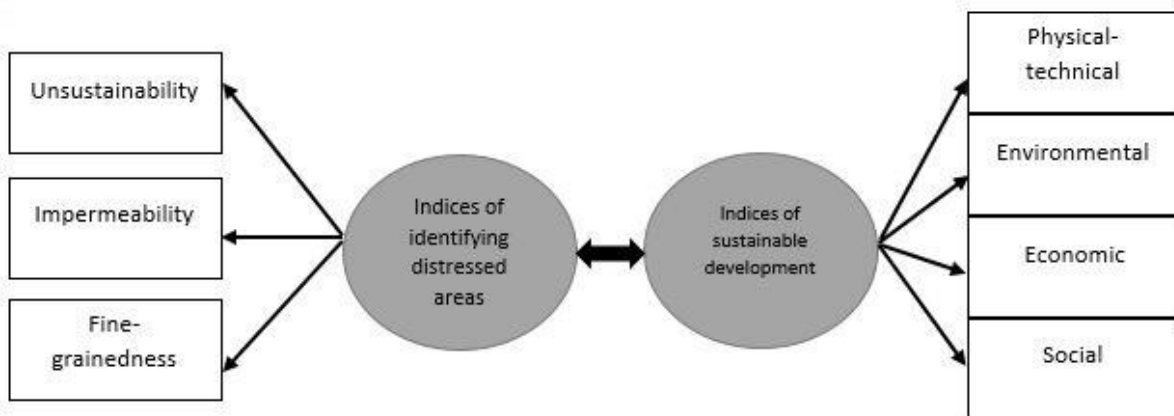 Unsustainability
Impermeability
Fine-
grainedness
Indices of
identifying
distressed
areas
Indices of
sustainable
development
Physical-
technical
Environmental
Economic
Social